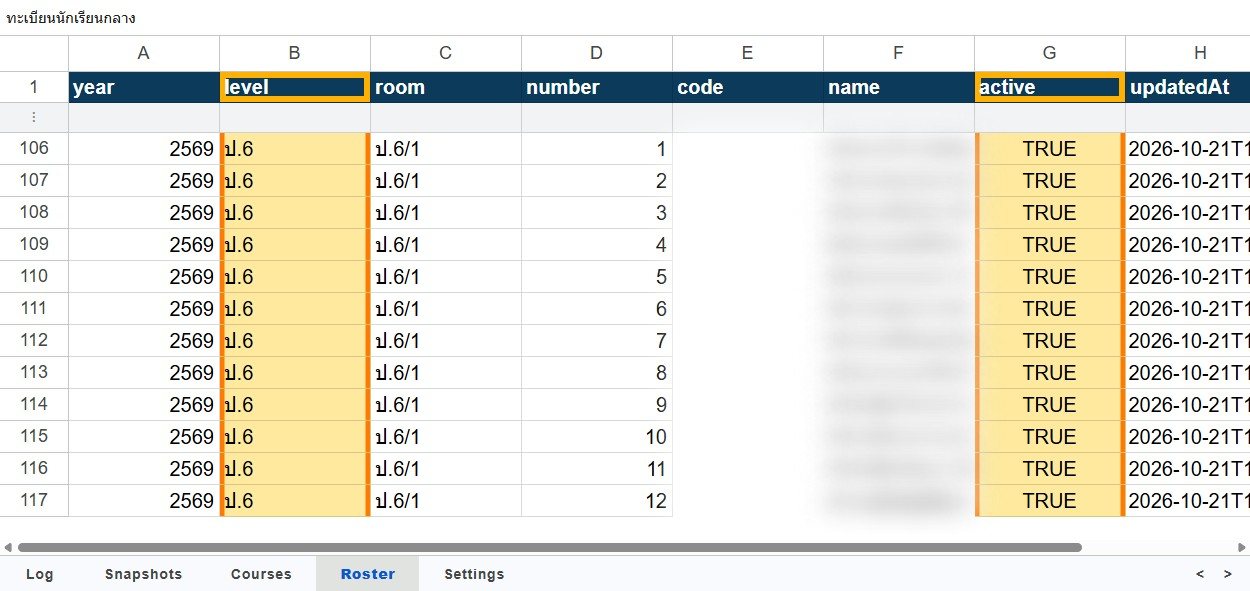 ทะเบียนนักเรียนกลาง
A B C D E F G H
1 year level room number code name active updatedAt
⋮
106 2569 ป.6 ป.6/1 1 TRUE 2026-10-21T1
107 2569 ป.6 ป.6/1 2 TRUE 2026-10-21T1
108 2569 ป.6 ป.6/1 3 TRUE 2026-10-21T1
109 2569 ป.6 ป.6/1 4 TRUE 2026-10-21T1
110 2569 ป.6 ป.6/1 5 TRUE 2026-10-21T1
111 2569 ป.6 ป.6/1 6 TRUE 2026-10-21T1
112 2569 ป.6 ป.6/1 7 TRUE 2026-10-21T1
113 2569 ป.6 ป.6/1 8 TRUE 2026-10-21T1
114 2569 ป.6 ป.6/1 9 TRUE 2026-10-21T1
115 2569 ป.6 ป.6/1 10 TRUE 2026-10-21T1
116 2569 ป.6 ป.6/1 11 TRUE 2026-10-21T1
117 2569 ป.6 ป.6/1 12 TRUE 2026-10-21T1
Log Snapshots Courses Roster Settings < >